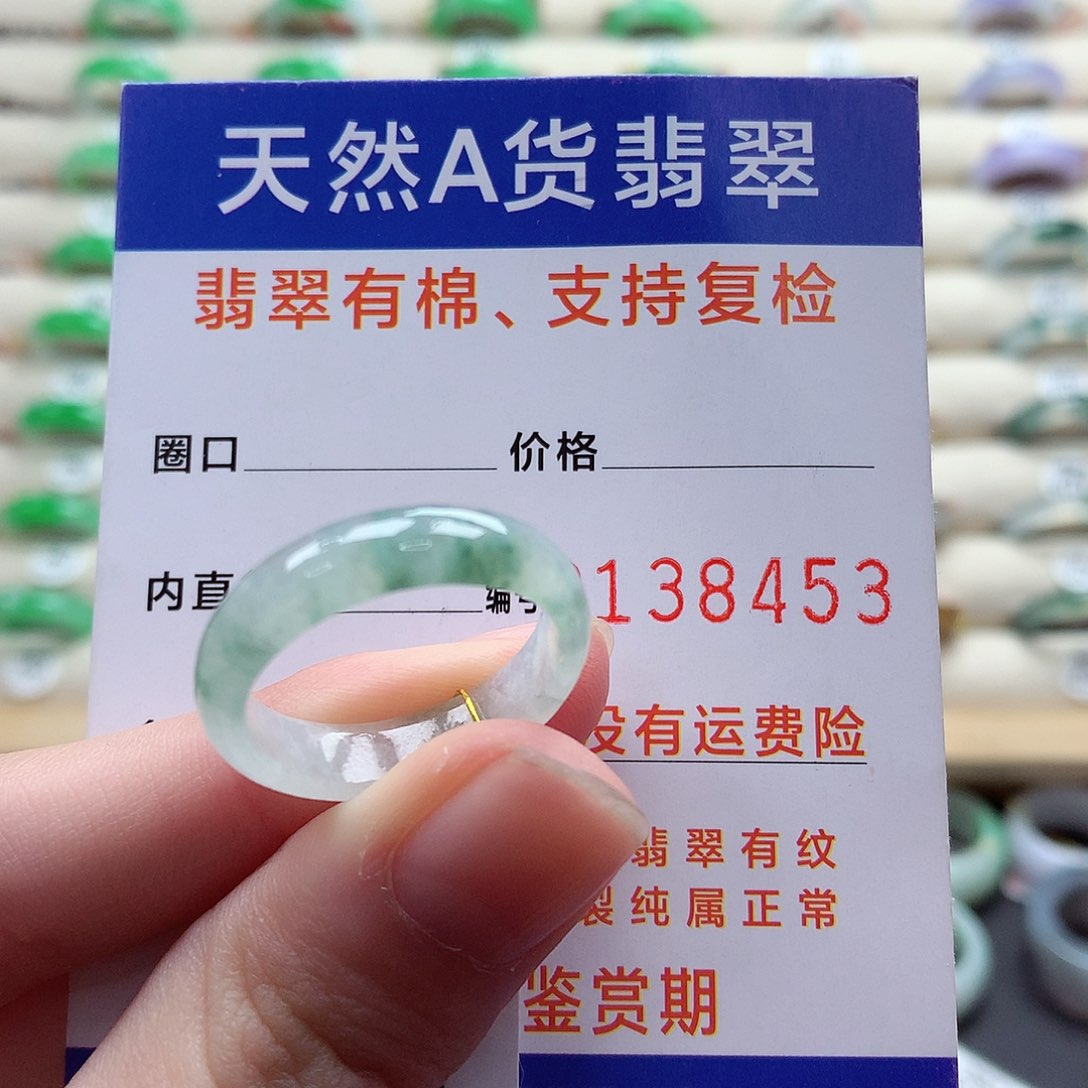 天然A货翡翠
翡翠有棉、支持复检
圈口 价格
内直 编号 138453
没有运费险
翡翠有纹
裂纯属正常
鉴赏期